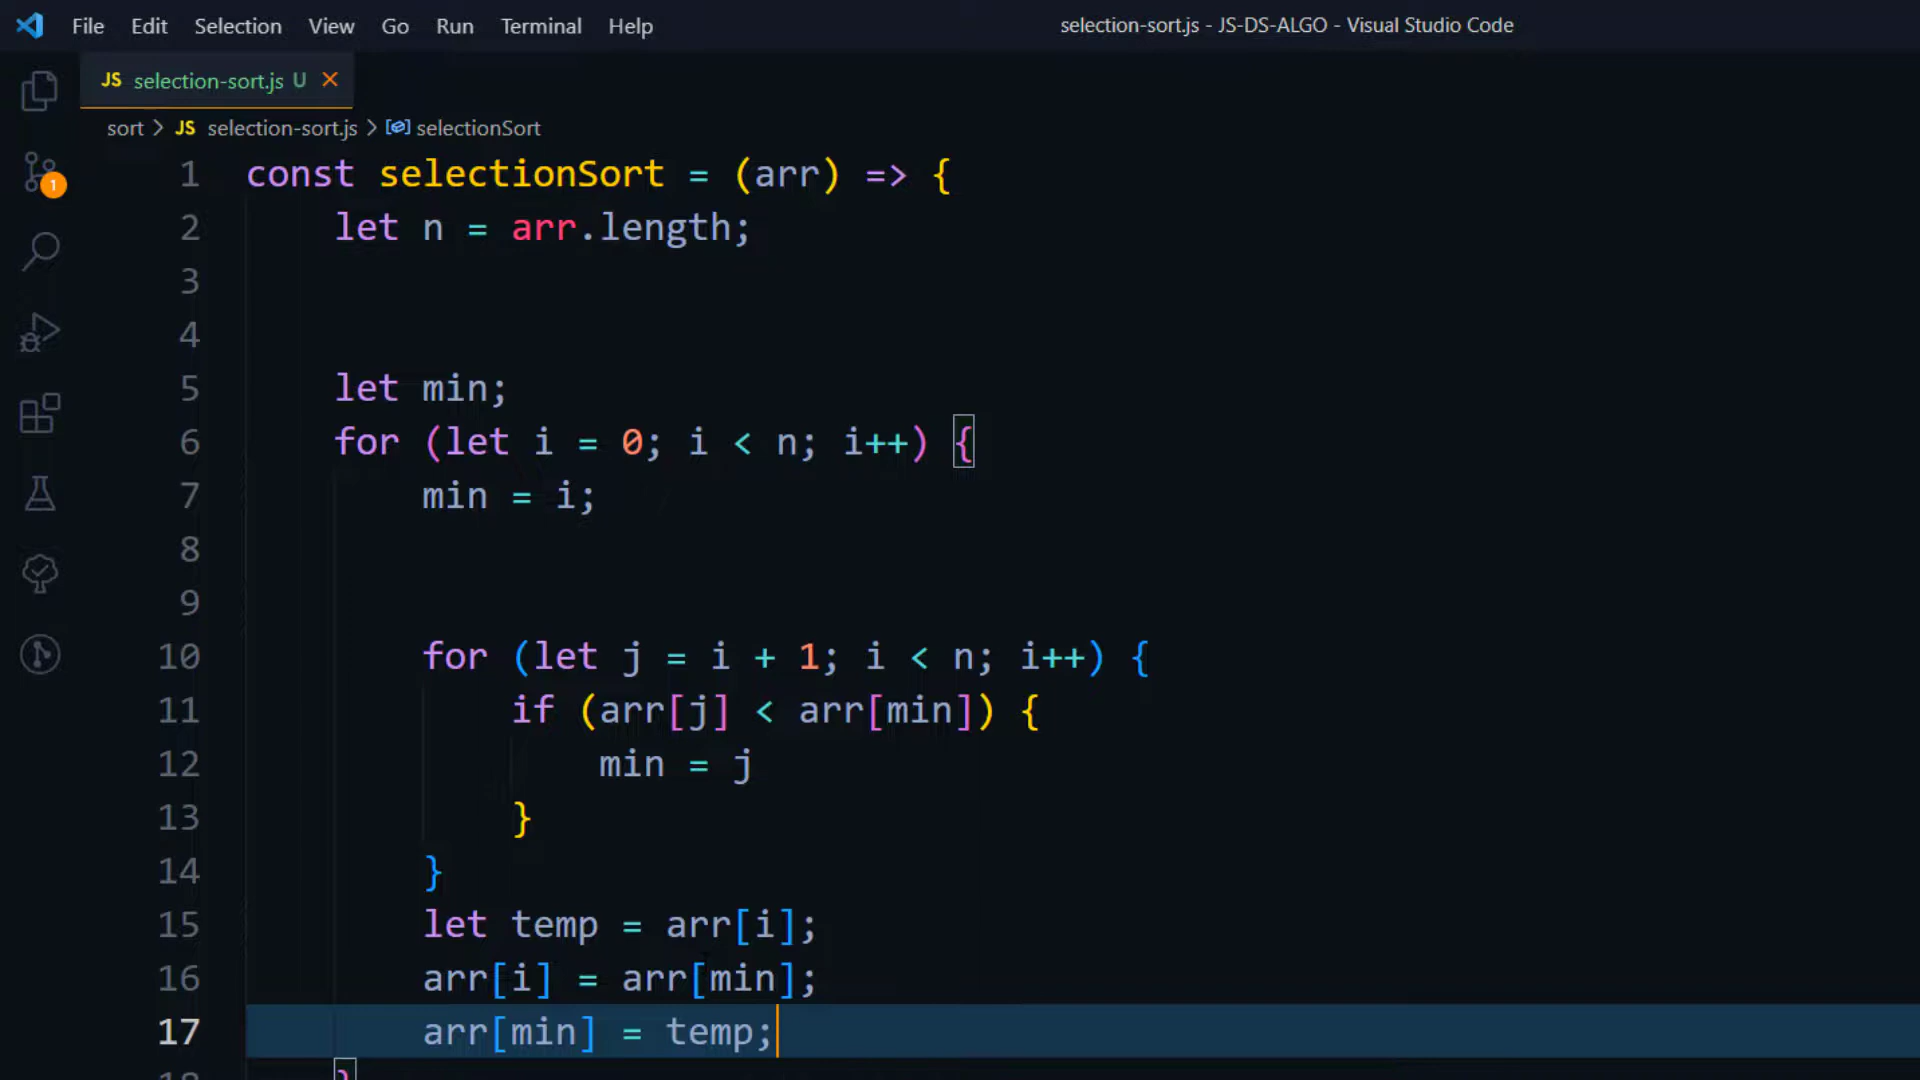 File Edit Selection View Go Run Terminal Help
selection-sort.js - JS-DS-ALGO - Visual Studio Code
JS selection-sort.js U
sort > JS selection-sort.js > selectionSort
1
1 const selectionSort = (arr) => {
2 let n = arr.length;
3
4
5 let min;
6 for (let i = 0; i < n; i++) {
7 min = i;
8
9
10 for (let j = i + 1; i < n; i++) {
11 if (arr[j] < arr[min]) {
12 min = j
13 }
14 }
15 let temp = arr[i];
16 arr[i] = arr[min];
17 arr[min] = temp;
18 }